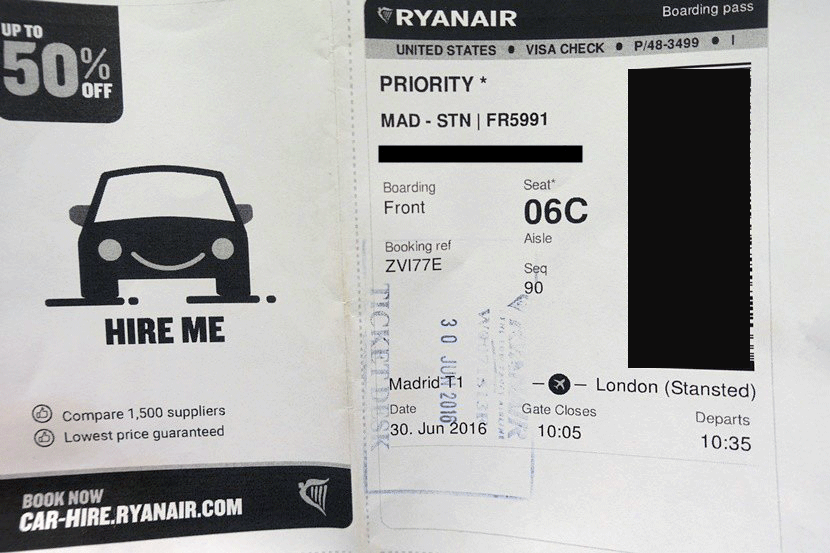 UP TO
50% OFF
HIRE ME
Compare 1,500 suppliers
Lowest price guaranteed
BOOK NOW
CAR-HIRE.RYANAIR.COM
RYANAIR
Boarding pass
UNITED STATES • VISA CHECK • P/48-3499 • I
PRIORITY *
MAD - STN | FR5991
Boarding
Front
Seat*
06C
Aisle
Booking ref
ZVI77E
Seq
90
Madrid T1
London (Stansted)
Date
30. Jun 2016
Gate Closes
10:05
Departs
10:35
TICKET DESK
30 JUN 2016
RYANAIR